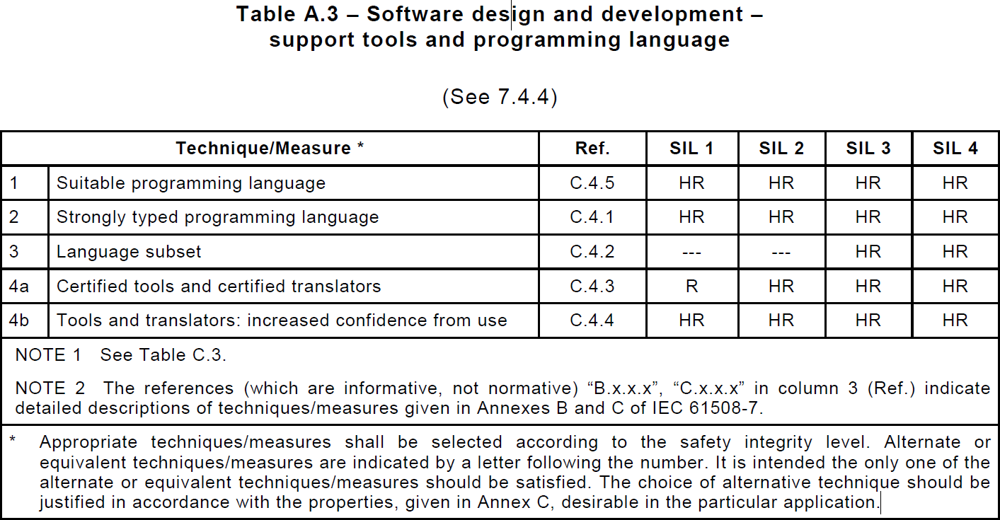 Table A.3 – Software design and development –
support tools and programming language
(See 7.4.4)
Technique/Measure * Ref. SIL 1 SIL 2 SIL 3 SIL 4
1 Suitable programming language C.4.5 HR HR HR HR
2 Strongly typed programming language C.4.1 HR HR HR HR
3 Language subset C.4.2 --- --- HR HR
4a Certified tools and certified translators C.4.3 R HR HR HR
4b Tools and translators: increased confidence from use C.4.4 HR HR HR HR
NOTE 1 See Table C.3.
NOTE 2 The references (which are informative, not normative) “B.x.x.x”, “C.x.x.x” in column 3 (Ref.) indicate
detailed descriptions of techniques/measures given in Annexes B and C of IEC 61508-7.
* Appropriate techniques/measures shall be selected according to the safety integrity level. Alternate or
equivalent techniques/measures are indicated by a letter following the number. It is intended the only one of the
alternate or equivalent techniques/measures should be satisfied. The choice of alternative technique should be
justified in accordance with the properties, given in Annex C, desirable in the particular application.